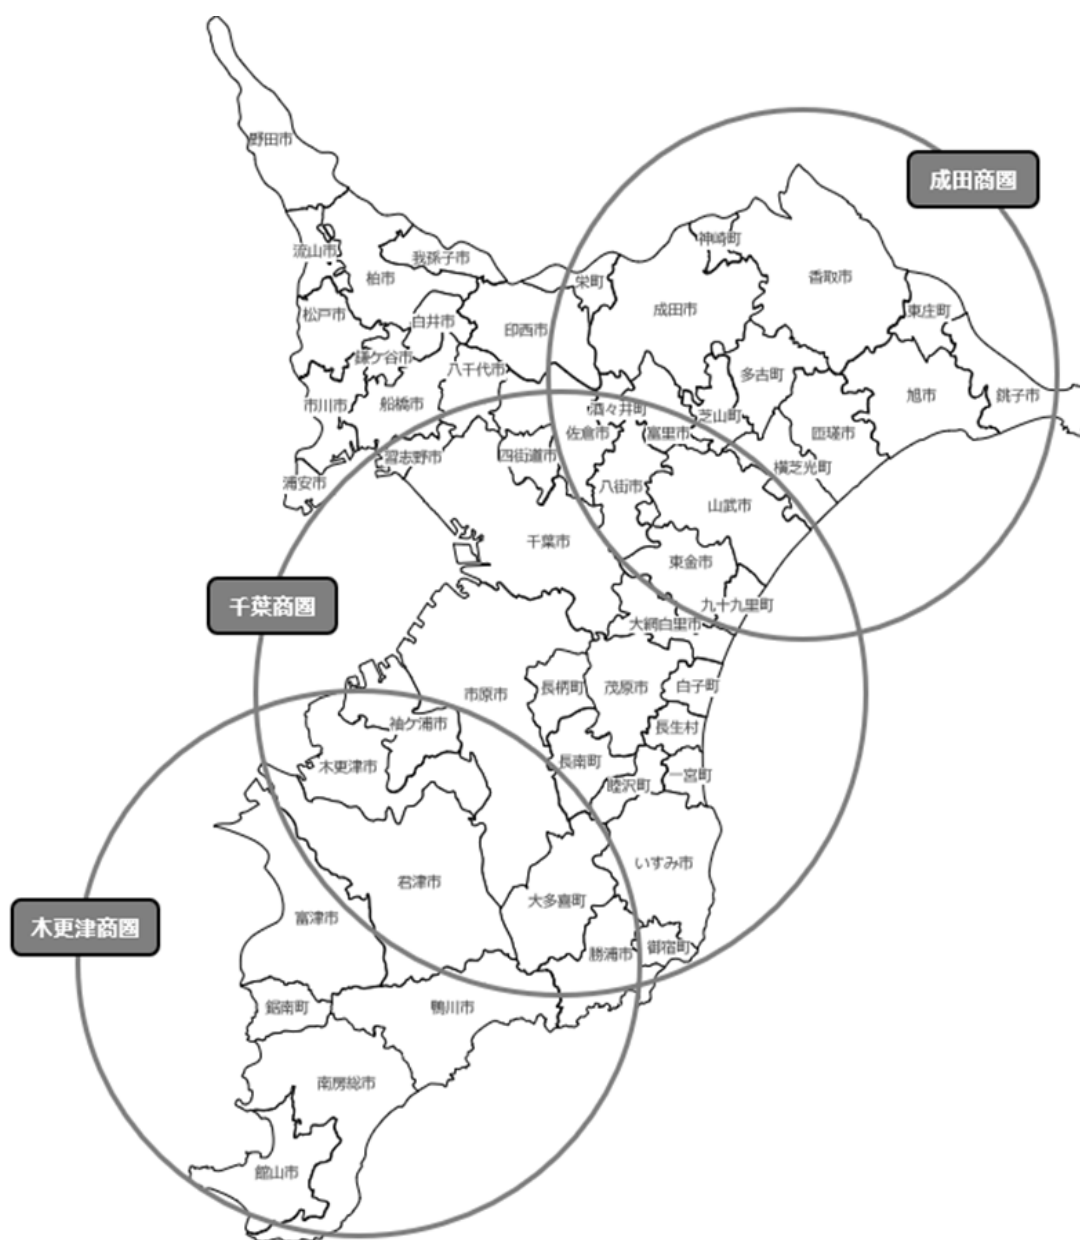 野田市
成田商圏
神崎町
流山市
我孫子市
柏市
栄町
香取市
松戸市
白井市
印西市
成田市
東庄町
鎌ケ谷市
八千代市
多古町
市川市
船橋市
酒々井町
芝山町
旭市
銚子市
佐倉市
富里市
匝瑳市
習志野市
四街道市
横芝光町
浦安市
八街市
山武市
千葉市
東金市
千葉商圏
九十九里町
大網白里市
市原市
長柄町
茂原市
白子町
袖ケ浦市
長生村
木更津市
長南町
睦沢町
一宮町
いすみ市
君津市
大多喜町
木更津商圏
富津市
勝浦市
御宿町
鋸南町
鴨川市
南房総市
館山市